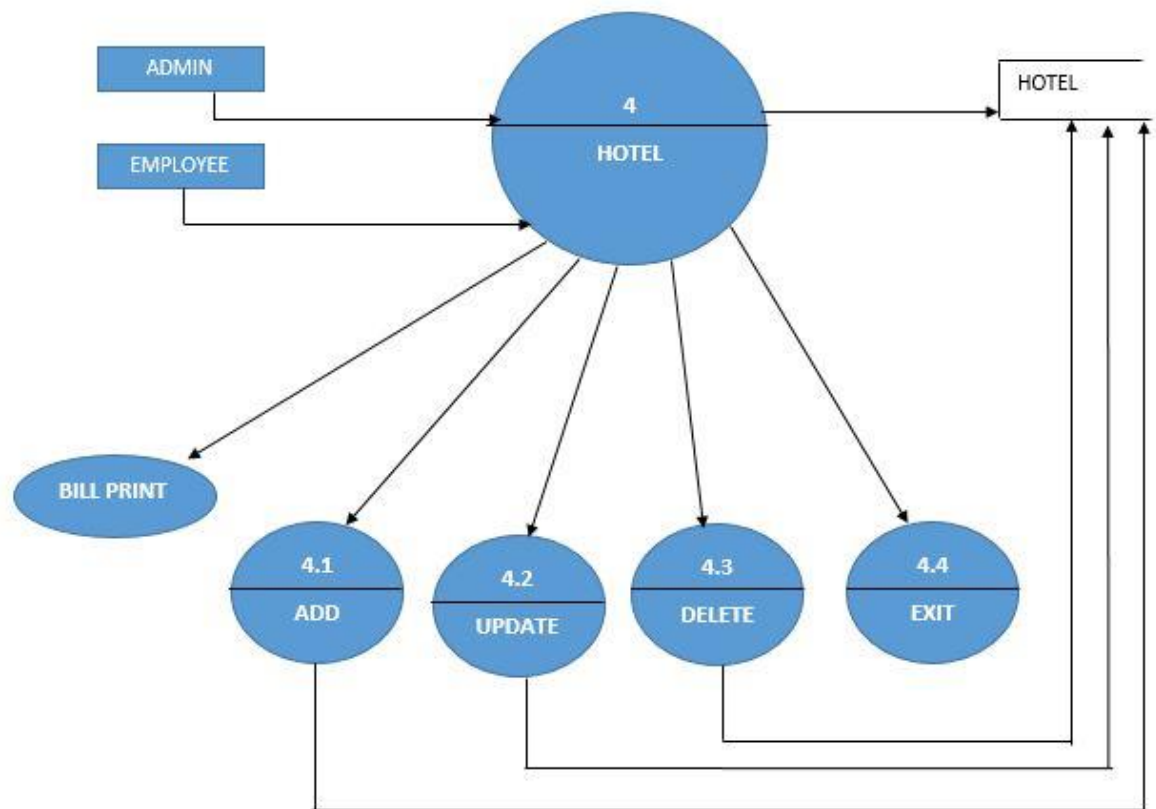 ADMIN
4
HOTEL
HOTEL
EMPLOYEE
BILL PRINT
4.1
ADD
4.2
UPDATE
4.3
DELETE
4.4
EXIT